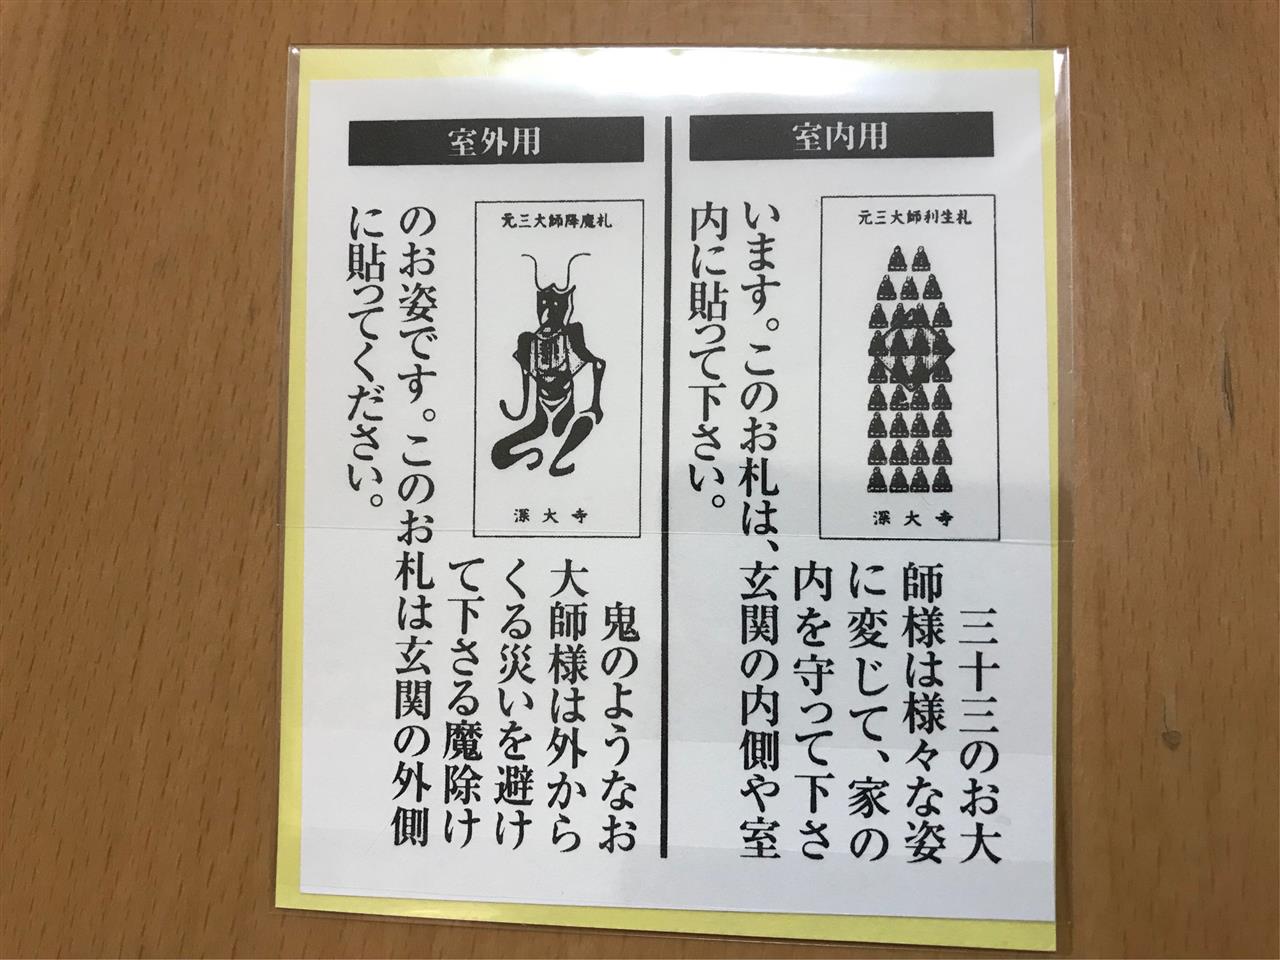 室内用
元三大師利生札
深大寺
三十三のお大
師様は様々な姿
に変じて、家の
内を守って下さ
います。このお札は、玄関の内側や室
内に貼って下さい。
室外用
元三大師降魔札
深大寺
鬼のようなお
大師様は外から
くる災いを避け
て下さる魔除け
のお姿です。このお札は玄関の外側
に貼ってください。